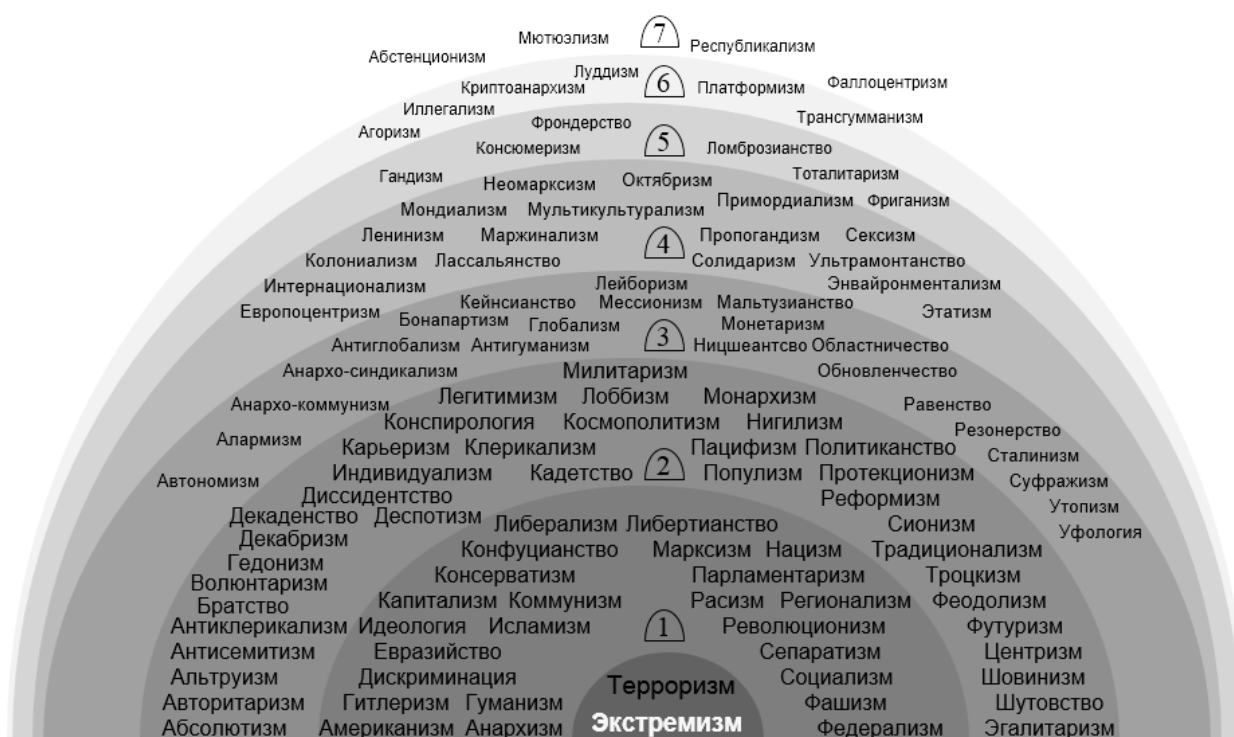 Мютюэлизм 7 Республикализм
Абстенционизм
Луддизм 6 Платформизм Фаллоцентризм
Криптоанархизм
Иллегализм Фрондерство Трансгумманизм
Агоризм
Консюмеризм 5 Ломброзианство
Гандизм Неомарксизм Октябризм Тоталитаризм
Мондиализм Мультикультурализм Примордиализм Фриганизм
Ленинизм Маржинализм 4 Пропогандизм Сексизм
Колониализм Лассальянство Солидаризм Ультрамонтанство
Интернационализм Лейборизм Энвайронментализм
Европоцентризм Кейнсианство Мессионизм Мальтузианство Этатизм
Бонапартизм Глобализм Монетаризм
Антиглобализм Антигуманизм 3 Ницшеантсво Областничество
Анархо-синдикализм Милитаризм Обновленчество
Анархо-коммунизм Легитимизм Лоббизм Монархизм Равенство
Конспирология Космополитизм Нигилизм Резонерство
Алармизм Карьеризм Клерикализм Пацифизм Политиканство Сталинизм
Автономизм Индивидуализм Кадетство 2 Популизм Протекционизм Суфражизм
Диссидентство Реформизм Утопизм
Декаденство Деспотизм Либерализм Либертианство Сионизм Уфология
Декабризм
Гедонизм Конфуцианство Марксизм Нацизм Традиционализм
Волюнтаризм Консерватизм Парламентаризм Троцкизм
Братство Капитализм Коммунизм Расизм Регионализм Феодолизм
Антиклерикализм Идеология Исламизм 1 Революционизм Футуризм
Антисемитизм Евразийство Сепаратизм Центризм
Альтруизм Дискриминация Терроризм Социализм Шовинизм
Авторитаризм Гитлеризм Гуманизм Фашизм Шутовство
Абсолютизм Американизм Анархизм Экстремизм Федерализм Эгалитаризм